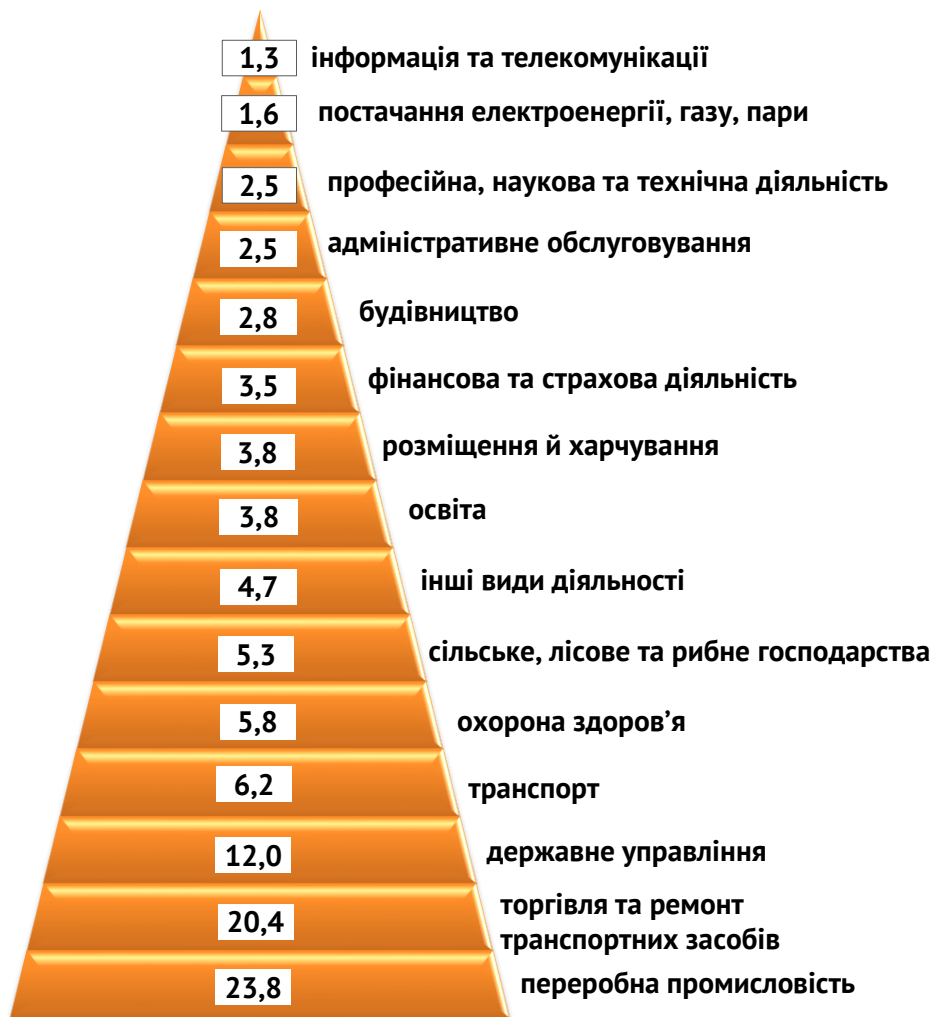 1,3 інформація та телекомунікації
1,6 постачання електроенергії, газу, пари
2,5 професійна, наукова та технічна діяльність
2,5 адміністративне обслуговування
2,8 будівництво
3,5 фінансова та страхова діяльність
3,8 розміщення й харчування
3,8 освіта
4,7 інші види діяльності
5,3 сільське, лісове та рибне господарства
5,8 охорона здоров’я
6,2 транспорт
12,0 державне управління
20,4 торгівля та ремонт
транспортних засобів
23,8 переробна промисловість